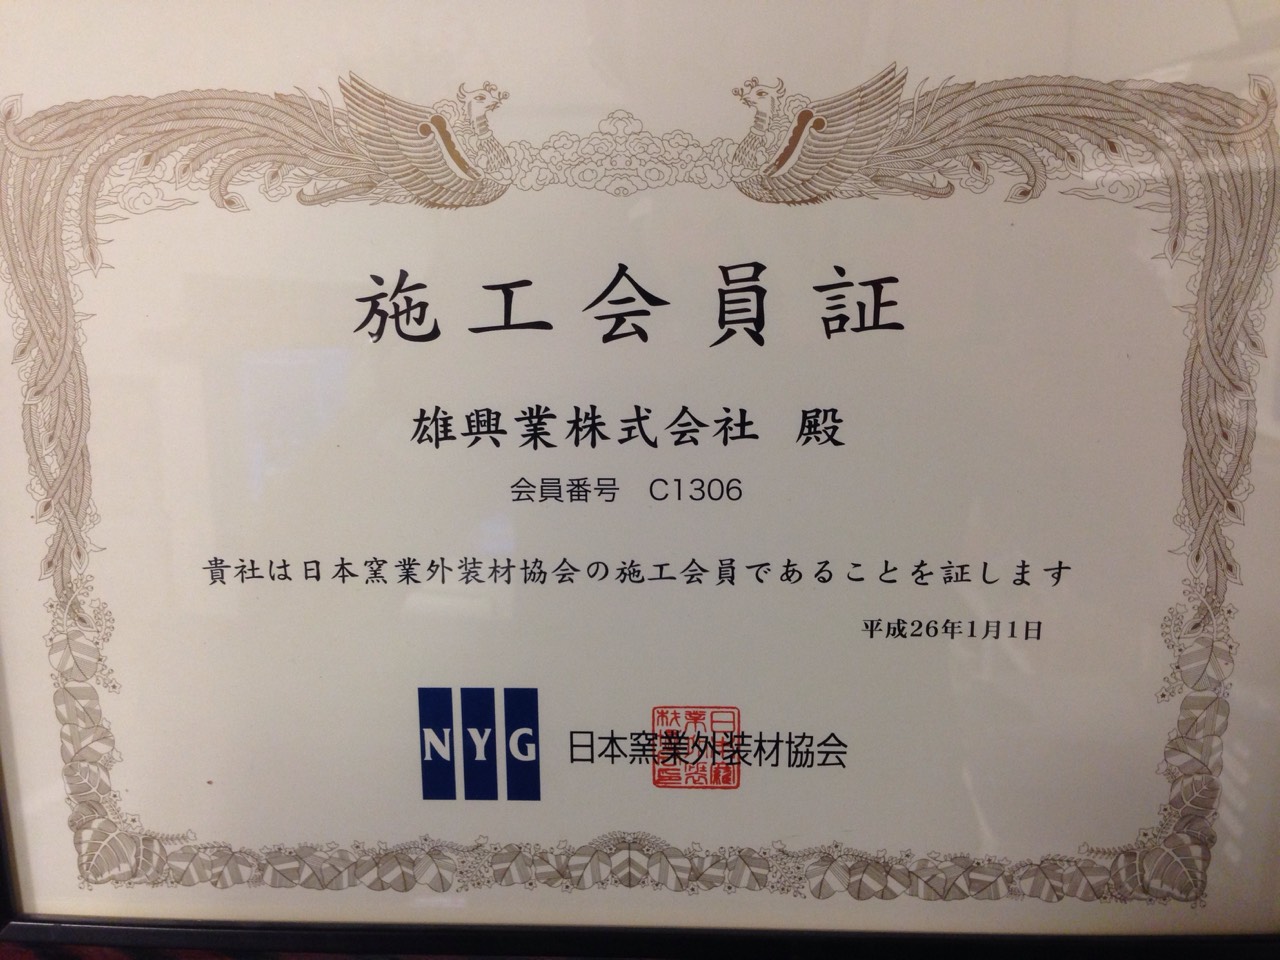 施工会員証
雄興業株式会社 殿
会員番号 C1306
貴社は日本窯業外装材協会の施工会員であることを証します
平成26年1月1日
NYG 日本窯業外装材協会